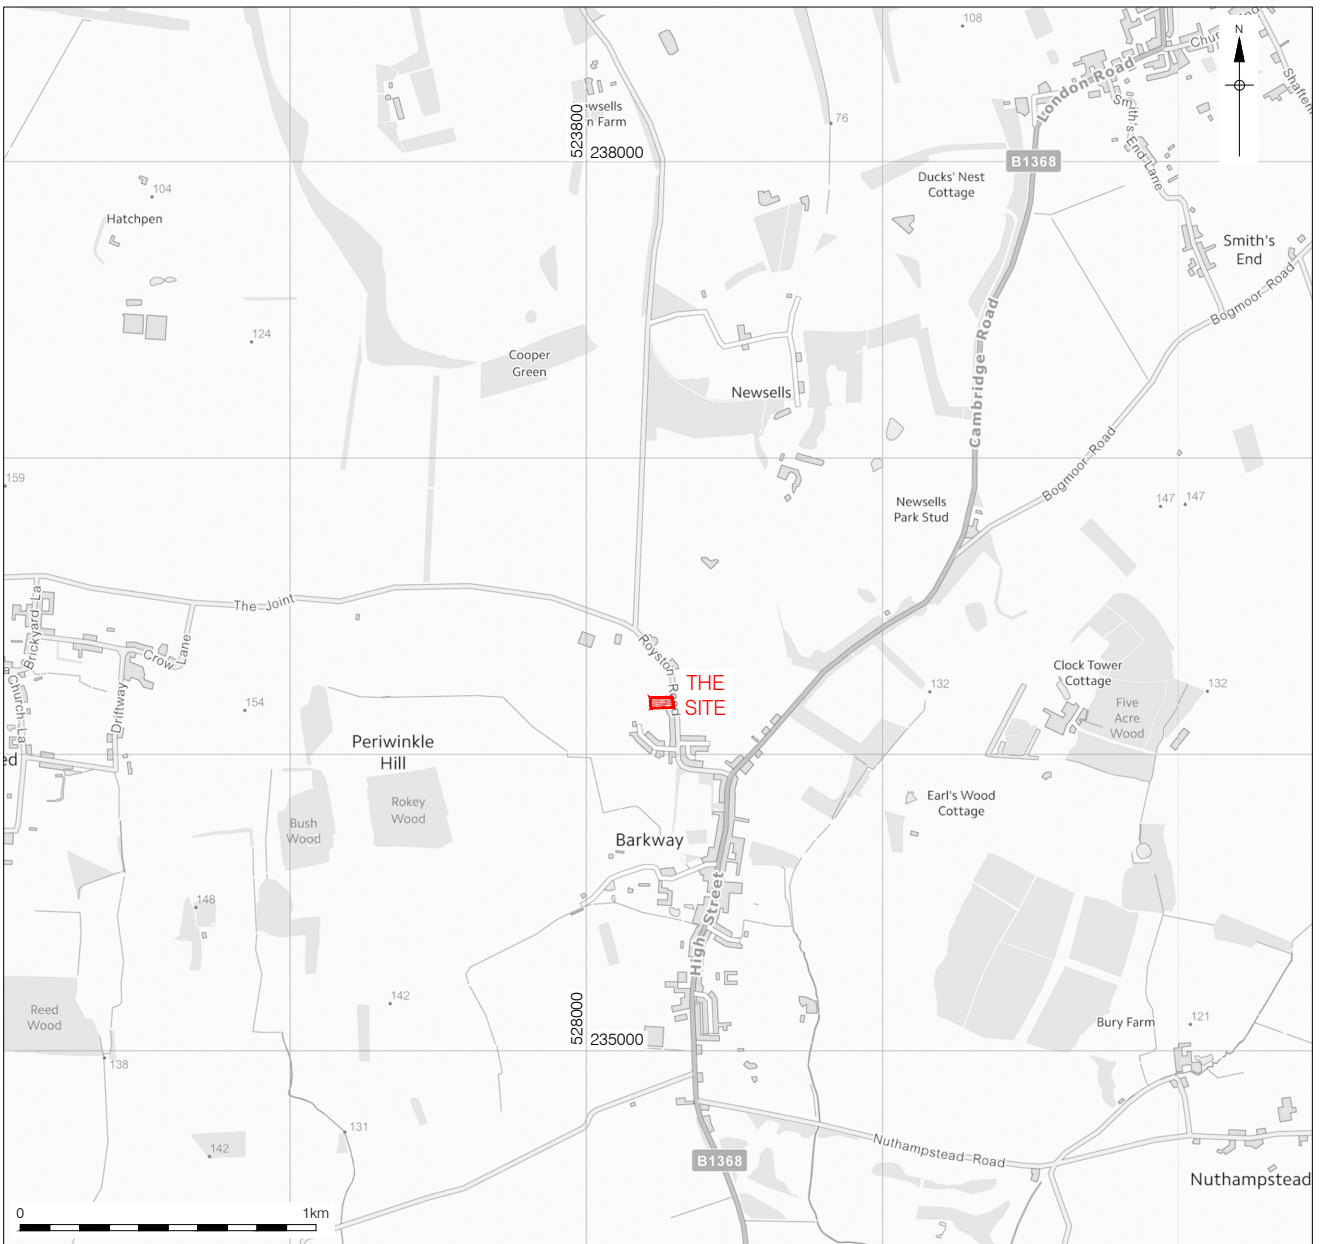 108
London Road
Smith's End Lane
N
523800
238000
n Farm
76
B1368
Ducks' Nest
Cottage
104
Hatchpen
Smith's
End
Bogmoor Road
124
Cooper
Green
Cambridge Road
Newsells
159
Bogmoor Road
Newsells
Park Stud
147
147
The Joint
Brickyard La
Crow Lane
Royston Road
THE
SITE
Clock Tower
Cottage
132
132
Five
Acre
Wood
Church La
Driftway
154
Periwinkle
Hill
ed
Rokey
Wood
Bush
Wood
Earl's Wood
Cottage
Barkway
High Street
148
142
528000
235000
Reed
Wood
Bury Farm
121
138
131
142
B1368
Nuthampstead Road
Nuthampstead
0
1km